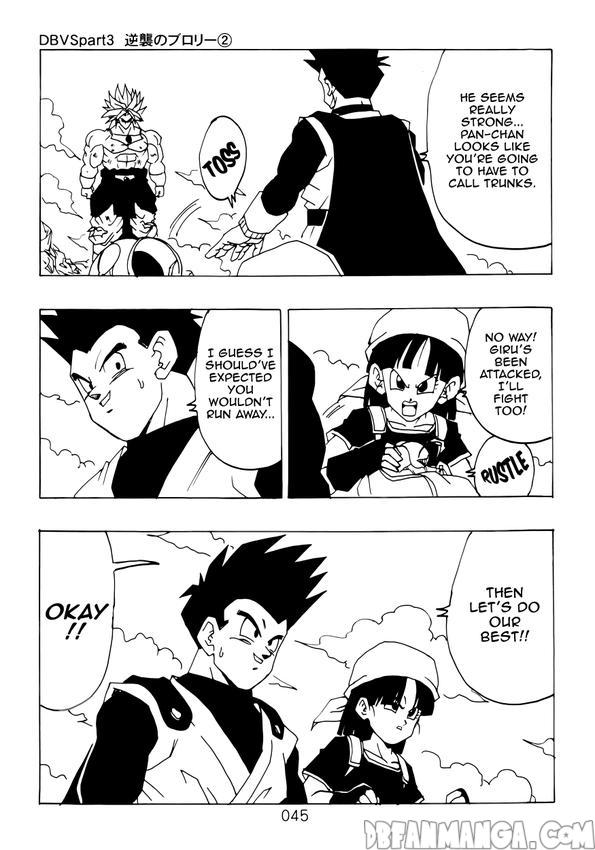 DBVSpart3 逆襲のブロリー②
HE SEEMS
REALLY
STRONG...
PAN-CHAN
LOOKS LIKE
YOU'RE GOING
TO HAVE TO
CALL TRUNKS.
TOSS
NO WAY!
GIRU'S
BEEN
ATTACKED,
I'LL
FIGHT
TOO!
RUSTLE
I GUESS I
SHOULD'VE
EXPECTED
YOU
WOULDN'T
RUN AWAY...
THEN
LET'S DO
OUR
BEST!!
OKAY
!!
045
DBFANMANGA.COM